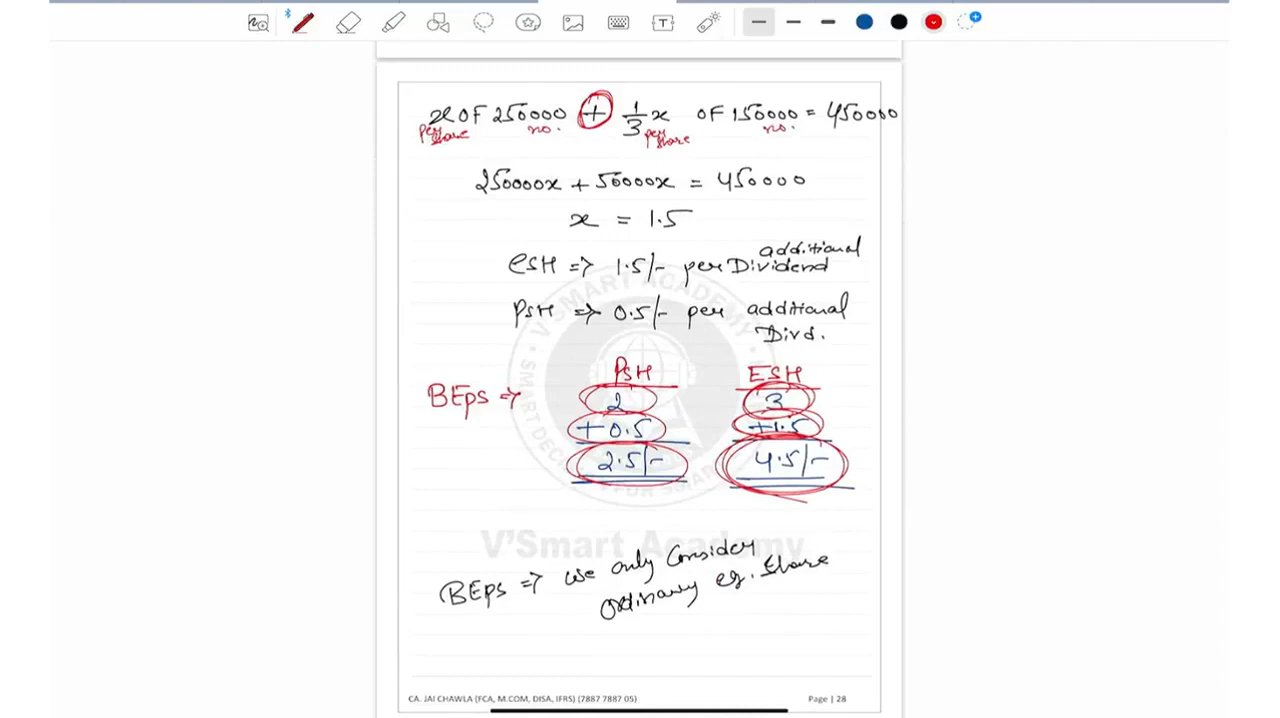 x OF 250000 + 1/3 x OF 150000 = 450000
per share no. per share no.
250000x + 50000x = 450000
x = 1.5
ESH => 1.5/- per additional Dividend
PSH => 0.5/- per additional
Divd.
PSH ESH
BEps => 2 3
+0.5 +1.5
2.5/- 4.5/-
V'Smart Academy
BEps => we only Consider
Ordinary eq. share
CA. JAI CHAWLA (FCA, M.COM, DISA, IFRS) (7887 7887 05) Page | 28